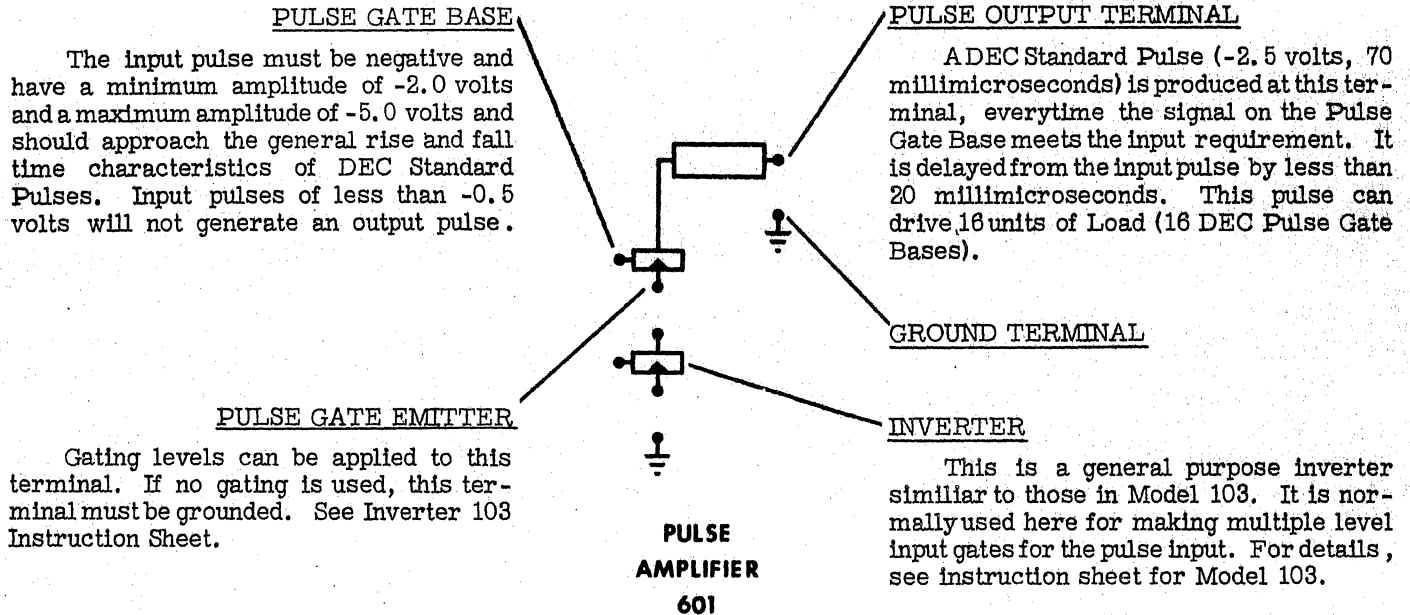 PULSE GATE BASE
The input pulse must be negative and
have a minimum amplitude of -2.0 volts
and a maximum amplitude of -5.0 volts and
should approach the general rise and fall
time characteristics of DEC Standard
Pulses. Input pulses of less than -0.5
volts will not generate an output pulse.
PULSE OUTPUT TERMINAL
A DEC Standard Pulse (-2.5 volts, 70
millimicroseconds) is produced at this ter-
minal, everytime the signal on the Pulse
Gate Base meets the input requirement. It
is delayed from the input pulse by less than
20 millimicroseconds. This pulse can
drive 16 units of Load (16 DEC Pulse Gate
Bases).
GROUND TERMINAL
PULSE GATE EMITTER
Gating levels can be applied to this
terminal. If no gating is used, this ter-
minal must be grounded. See Inverter 103
Instruction Sheet.
INVERTER
This is a general purpose inverter
similiar to those in Model 103. It is nor-
mally used here for making multiple level
input gates for the pulse input. For details,
see instruction sheet for Model 103.
PULSE
AMPLIFIER
601